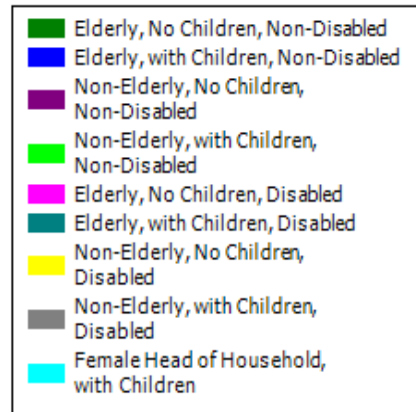 Elderly, No Children, Non-Disabled
Elderly, with Children, Non-Disabled
Non-Elderly, No Children,
Non-Disabled
Non-Elderly, with Children,
Non-Disabled
Elderly, No Children, Disabled
Elderly, with Children, Disabled
Non-Elderly, No Children,
Disabled
Non-Elderly, with Children,
Disabled
Female Head of Household,
with Children